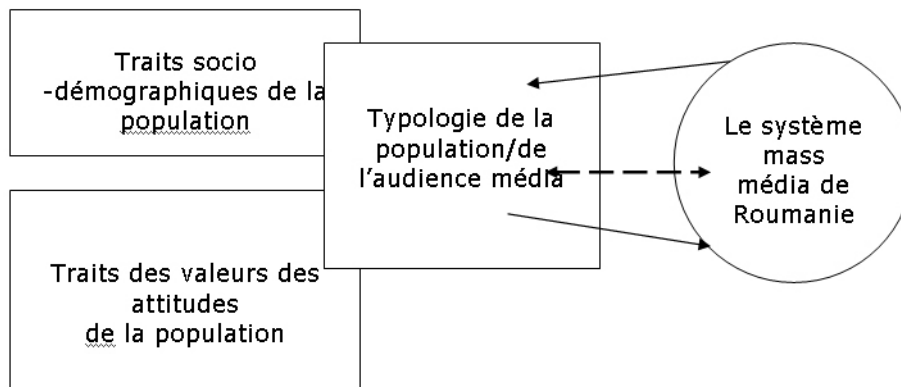 Traits socio
-démographiques de la
population
Typologie de la
population/de
l'audience média
Le système
mass
média de
Roumanie
Traits des valeurs des
attitudes
de la population